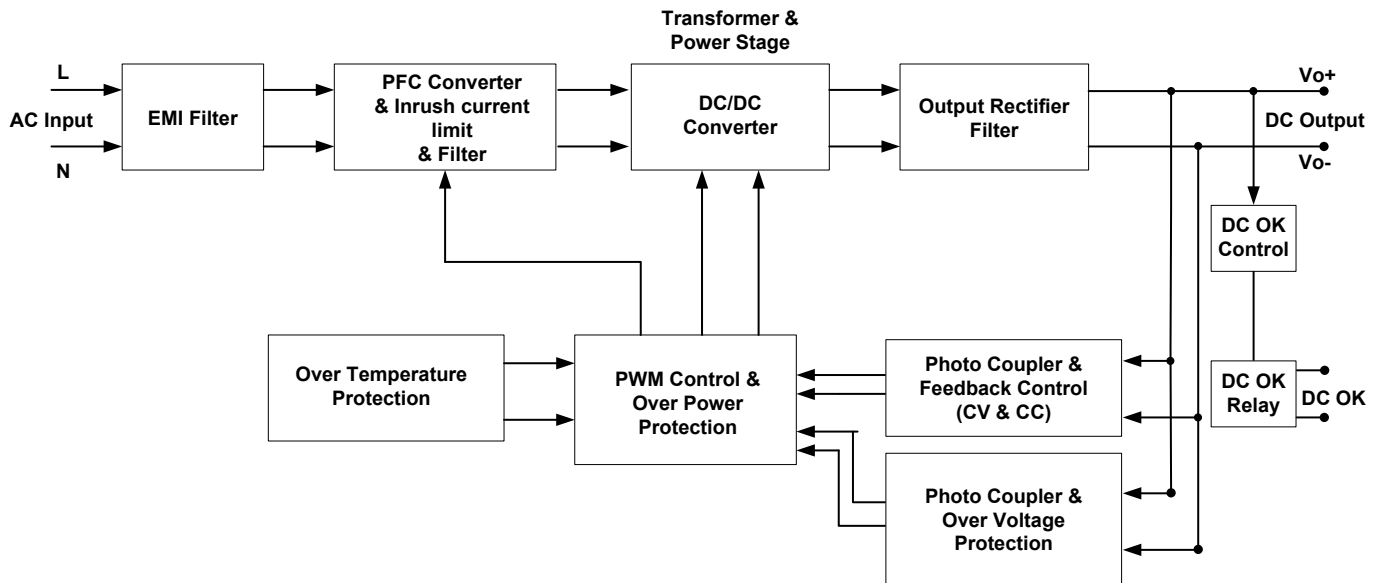 Transformer &
Power Stage
L
AC Input
N
EMI Filter
PFC Converter
& Inrush current
limit
& Filter
DC/DC
Converter
Output Rectifier
Filter
Vo+
DC Output
Vo-
DC OK
Control
Over Temperature
Protection
PWM Control &
Over Power
Protection
Photo Coupler &
Feedback Control
(CV & CC)
DC OK
Relay
DC OK
Photo Coupler &
Over Voltage
Protection